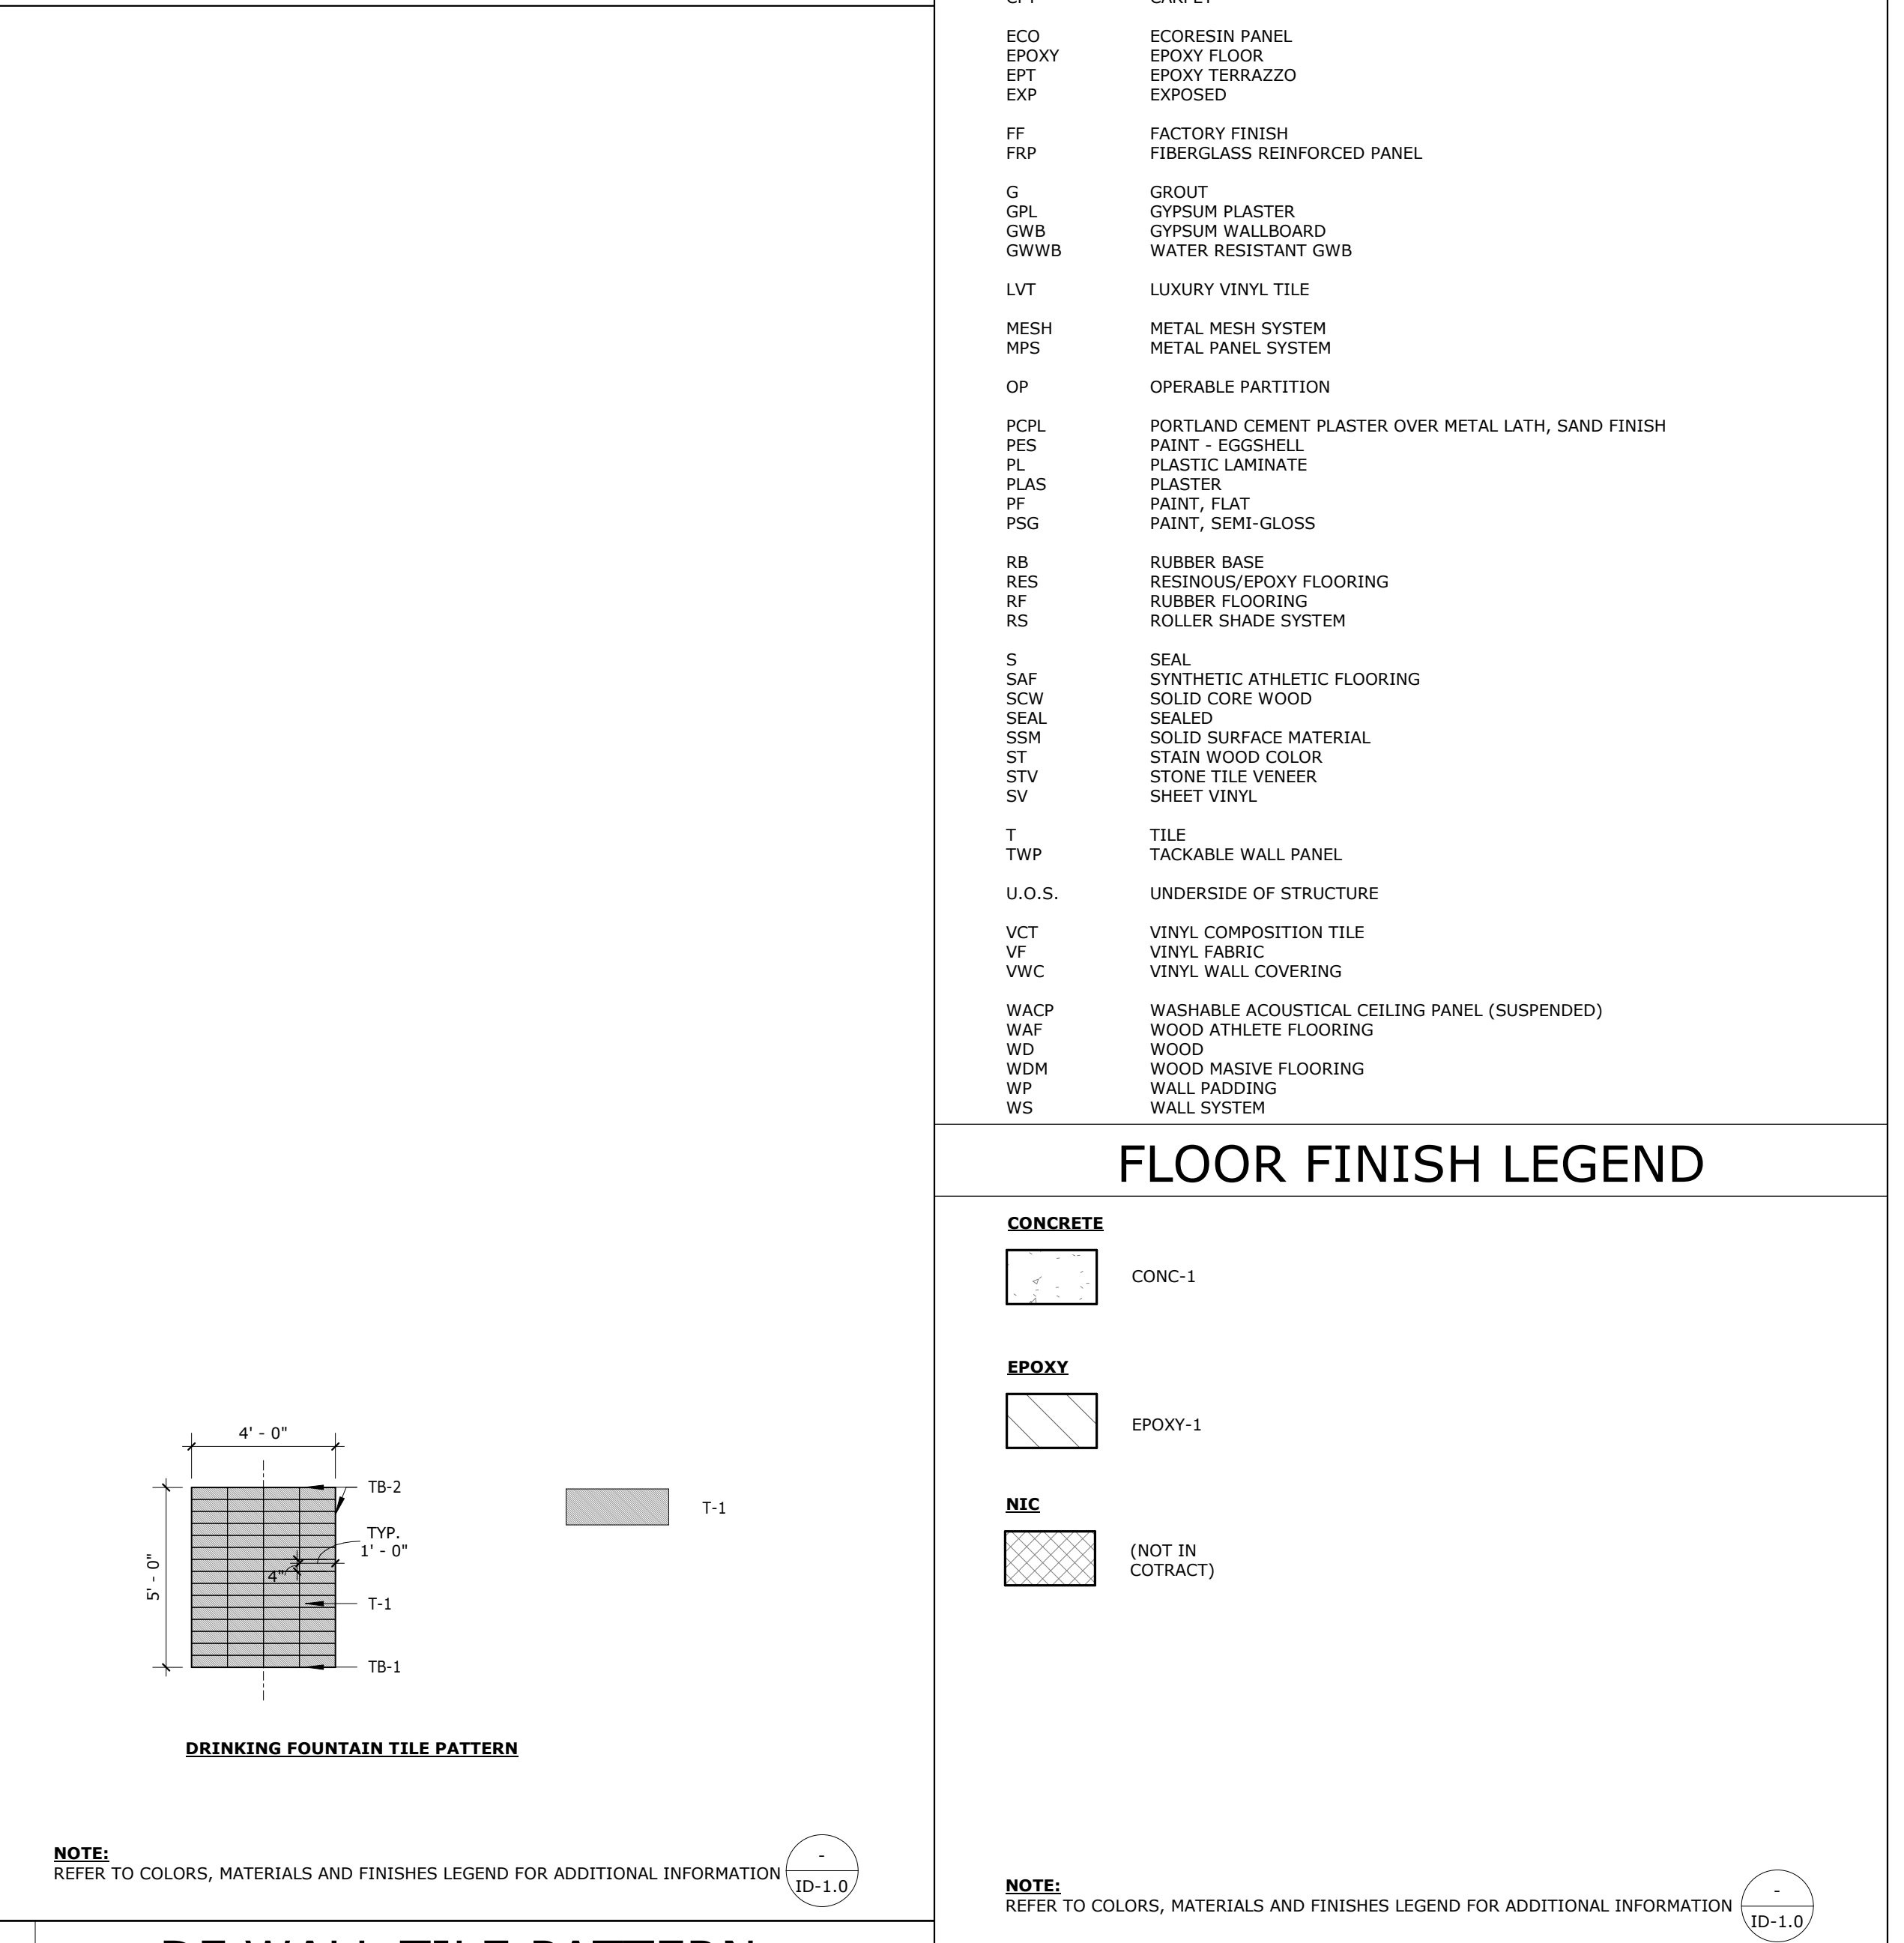 4' - 0"
TB-2
TYP.
1' - 0"
4"
5' - 0"
T-1
TB-1
T-1
DRINKING FOUNTAIN TILE PATTERN
NOTE:
REFER TO COLORS, MATERIALS AND FINISHES LEGEND FOR ADDITIONAL INFORMATION
-
ID-1.0
ECO ECORESIN PANEL
EPOXY EPOXY FLOOR
EPT EPOXY TERRAZZO
EXP EXPOSED
FF FACTORY FINISH
FRP FIBERGLASS REINFORCED PANEL
G GROUT
GPL GYPSUM PLASTER
GWB GYPSUM WALLBOARD
GWWB WATER RESISTANT GWB
LVT LUXURY VINYL TILE
MESH METAL MESH SYSTEM
MPS METAL PANEL SYSTEM
OP OPERABLE PARTITION
PCPL PORTLAND CEMENT PLASTER OVER METAL LATH, SAND FINISH
PES PAINT - EGGSHELL
PL PLASTIC LAMINATE
PLAS PLASTER
PF PAINT, FLAT
PSG PAINT, SEMI-GLOSS
RB RUBBER BASE
RES RESINOUS/EPOXY FLOORING
RF RUBBER FLOORING
RS ROLLER SHADE SYSTEM
S SEAL
SAF SYNTHETIC ATHLETIC FLOORING
SCW SOLID CORE WOOD
SEAL SEALED
SSM SOLID SURFACE MATERIAL
ST STAIN WOOD COLOR
STV STONE TILE VENEER
SV SHEET VINYL
T TILE
TWP TACKABLE WALL PANEL
U.O.S. UNDERSIDE OF STRUCTURE
VCT VINYL COMPOSITION TILE
VF VINYL FABRIC
VWC VINYL WALL COVERING
WACP WASHABLE ACOUSTICAL CEILING PANEL (SUSPENDED)
WAF WOOD ATHLETE FLOORING
WD WOOD
WDM WOOD MASIVE FLOORING
WP WALL PADDING
WS WALL SYSTEM
FLOOR FINISH LEGEND
CONCRETE
CONC-1
EPOXY
EPOXY-1
NIC
(NOT IN
COTRACT)
NOTE:
REFER TO COLORS, MATERIALS AND FINISHES LEGEND FOR ADDITIONAL INFORMATION
-
ID-1.0